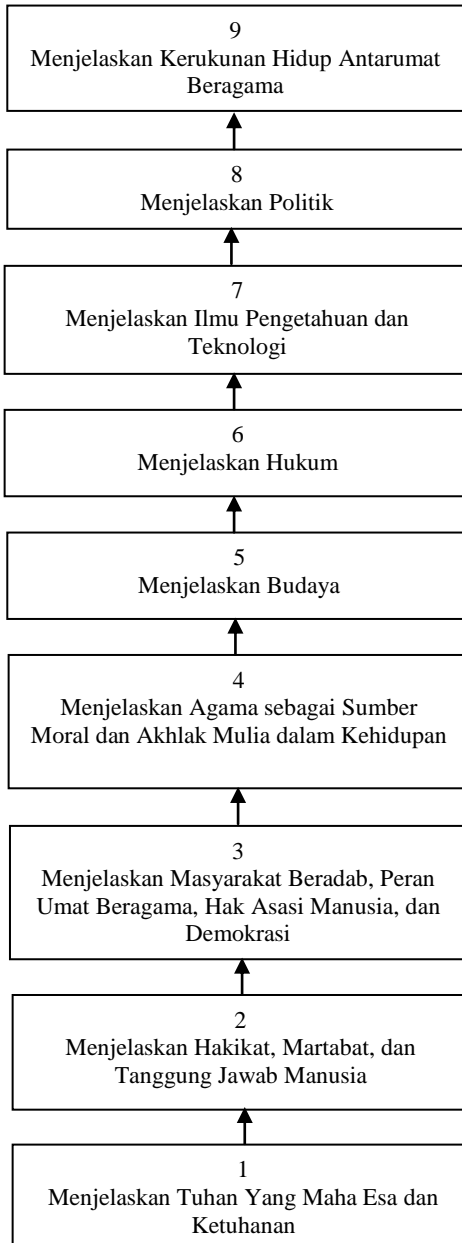 9
Menjelaskan Kerukunan Hidup Antarumat
Beragama
8
Menjelaskan Politik
7
Menjelaskan Ilmu Pengetahuan dan
Teknologi
6
Menjelaskan Hukum
5
Menjelaskan Budaya
4
Menjelaskan Agama sebagai Sumber
Moral dan Akhlak Mulia dalam Kehidupan
3
Menjelaskan Masyarakat Beradab, Peran
Umat Beragama, Hak Asasi Manusia, dan
Demokrasi
2
Menjelaskan Hakikat, Martabat, dan
Tanggung Jawab Manusia
1
Menjelaskan Tuhan Yang Maha Esa dan
Ketuhanan